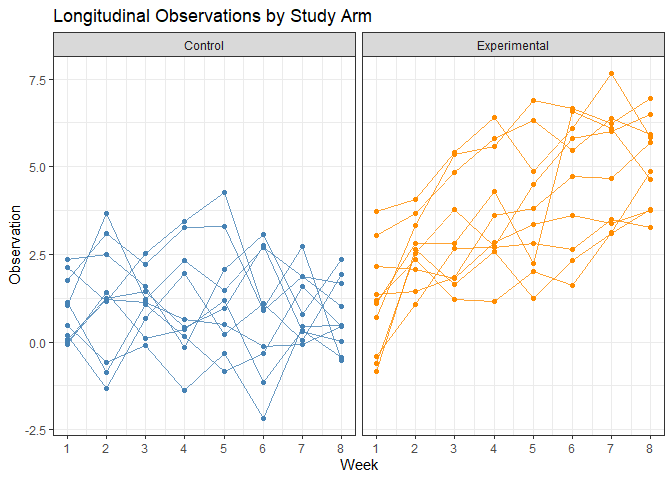 Longitudinal Observations by Study Arm
Control
Experimental
Observation
7.5
5.0
2.5
0.0
-2.5
1 2 3 4 5 6 7 8
1 2 3 4 5 6 7 8
Week